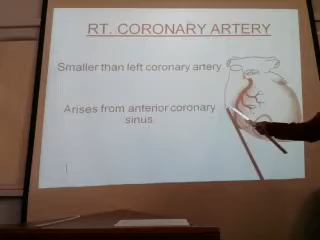 RT. CORONARY ARTERY
Smaller than left coronary artery
Arises from anterior coronary
sinus.